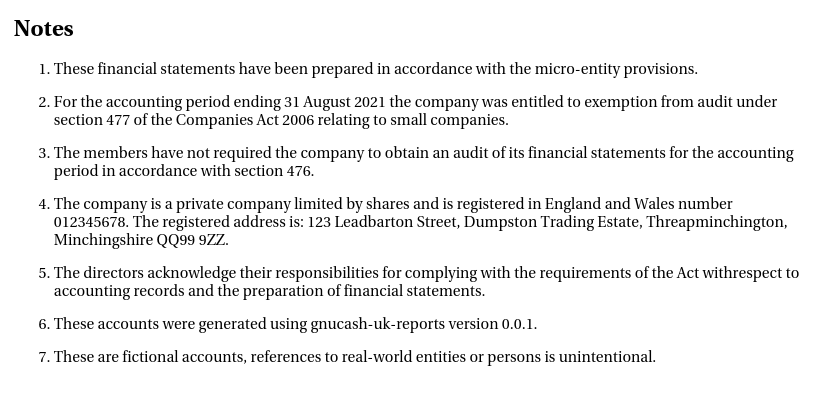 Notes
1. These financial statements have been prepared in accordance with the micro-entity provisions.
2. For the accounting period ending 31 August 2021 the company was entitled to exemption from audit under
section 477 of the Companies Act 2006 relating to small companies.
3. The members have not required the company to obtain an audit of its financial statements for the accounting
period in accordance with section 476.
4. The company is a private company limited by shares and is registered in England and Wales number
012345678. The registered address is: 123 Leadbarton Street, Dumpston Trading Estate, Threapminchington,
Minchingshire QQ99 9ZZ.
5. The directors acknowledge their responsibilities for complying with the requirements of the Act withrespect to
accounting records and the preparation of financial statements.
6. These accounts were generated using gnucash-uk-reports version 0.0.1.
7. These are fictional accounts, references to real-world entities or persons is unintentional.